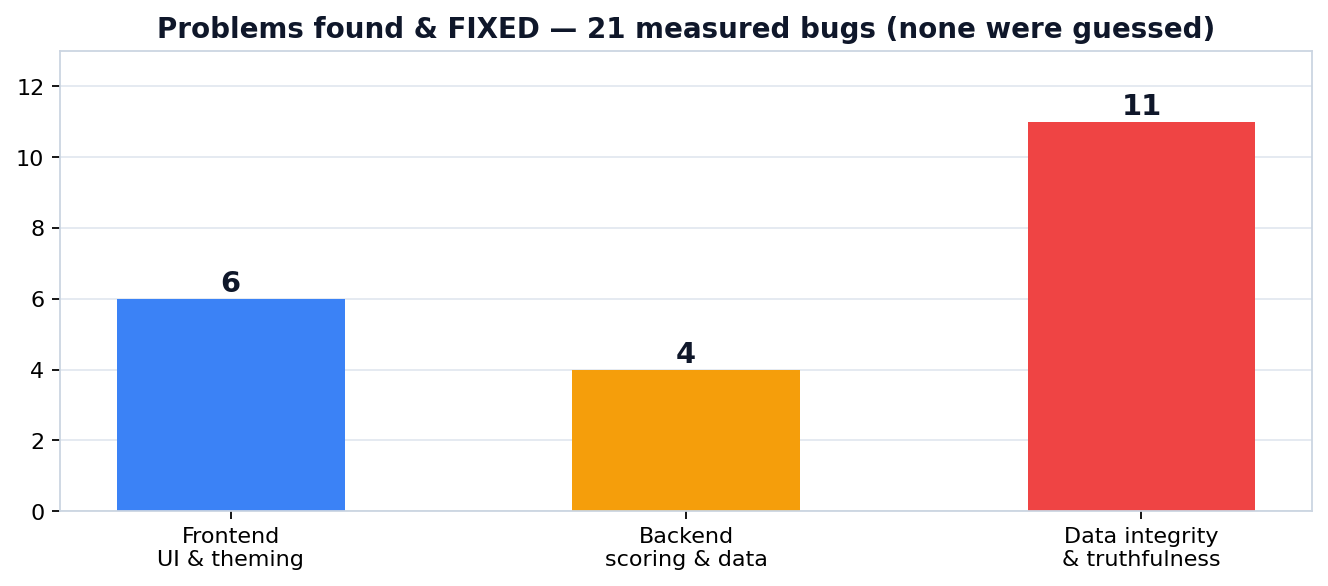 Problems found & FIXED — 21 measured bugs (none were guessed)
12
10
8
6
4
2
0
6
4
11
Frontend
UI & theming
Backend
scoring & data
Data integrity
& truthfulness